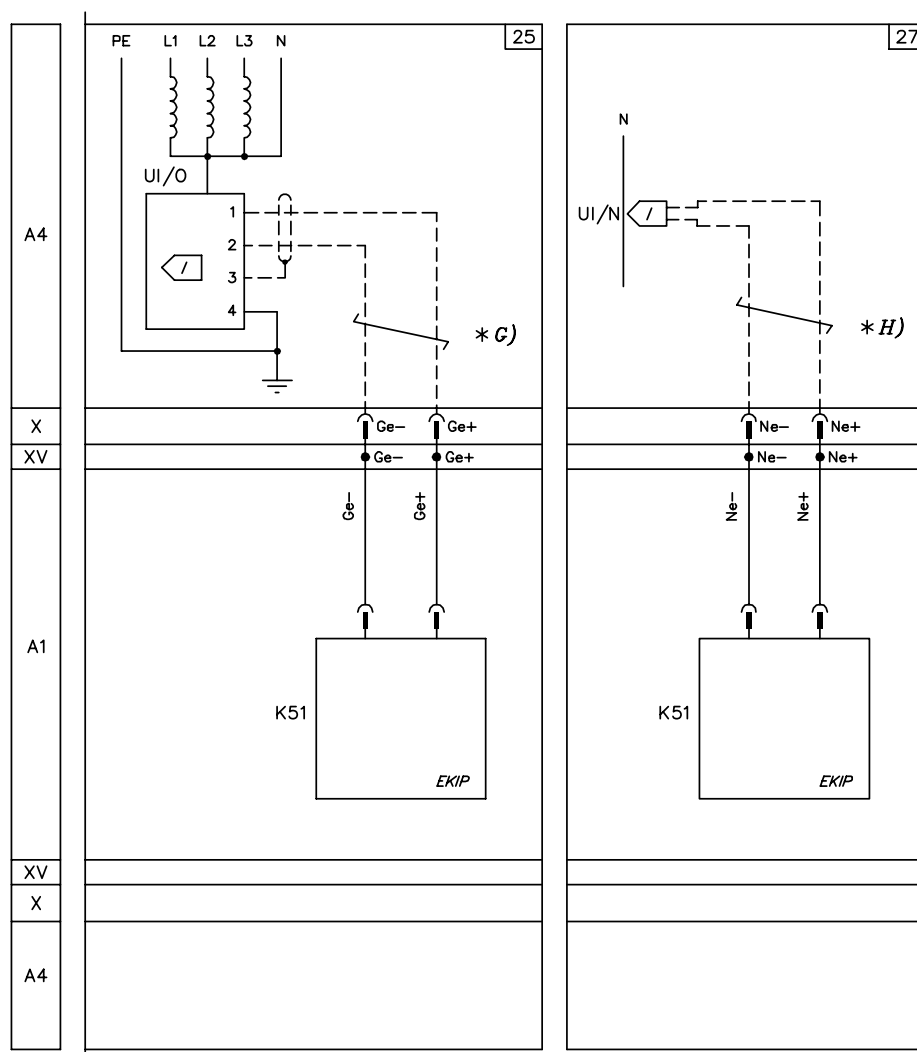 PE L1 L2 L3 N 25 27
N
UI/O
1
UI/N
A4
2
3
4
*G)
*H)
X Ge- Ge+ Ne- Ne+
XV Ge- Ge+ Ne- Ne+
Ge- Ge+ Ne- Ne+
A1
K51 K51
EKIP EKIP
XV
X
A4